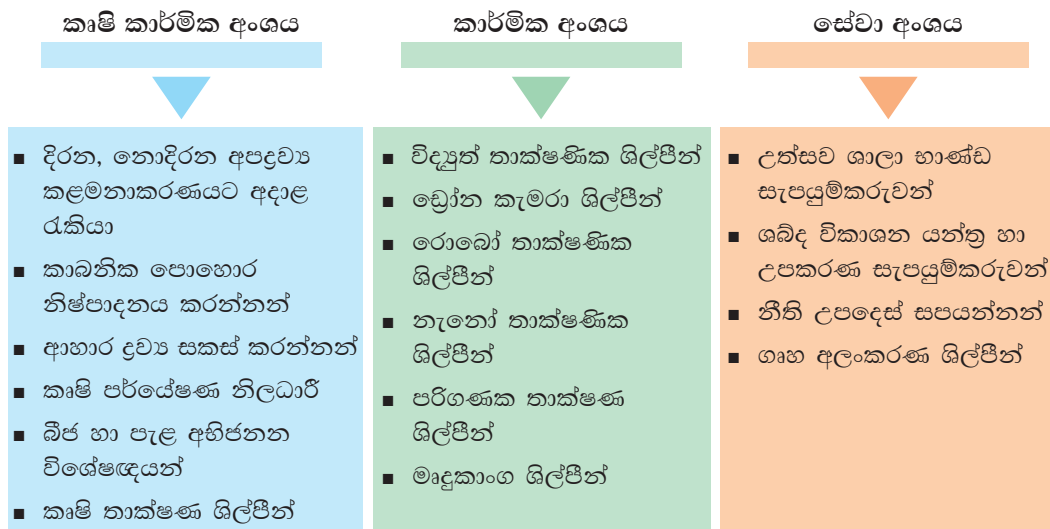 කෘෂි කාර්මික අංශය
දිරන, නොදිරන අපද්‍රව්‍ය
කළමනාකරණයට අදාළ
රැකියා
කාබනික පොහොර
නිෂ්පාදනය කරන්නන්
ආහාර ද්‍රව්‍ය සකස් කරන්නන්
කෘෂි පර්යේෂණ නිලධාරී
බීජ හා පැළ අභිජනන
විශේෂඥයන්
කෘෂි තාක්ෂණ ශිල්පීන්
කාර්මික අංශය
විද්‍යුත් තාක්ෂණික ශිල්පීන්
ඩ්‍රෝන කැමරා ශිල්පීන්
රොබෝ තාක්ෂණික
ශිල්පීන්
නැනෝ තාක්ෂණික
ශිල්පීන්
පරිගණක තාක්ෂණ
ශිල්පීන්
මෘදුකාංග ශිල්පීන්
සේවා අංශය
උත්සව ශාලා භාණ්ඩ
සැපයුම්කරුවන්
ශබ්ද විකාශන යන්ත්‍ර හා
උපකරණ සැපයුම්කරුවන්
නීති උපදෙස් සපයන්නන්
ගෘහ අලංකරණ ශිල්පීන්